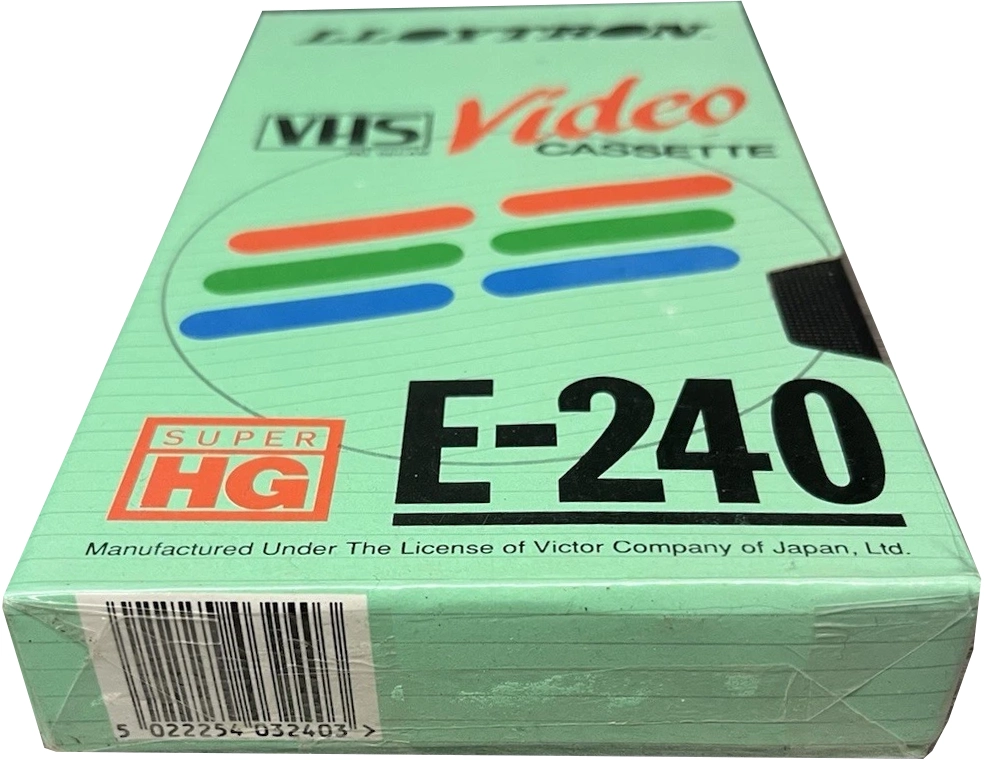 LLOYTRON
VHS Video
CASSETTE
SUPER
HG
E-240
Manufactured Under The License of Victor Company of Japan, Ltd.
5 022254 032403 >